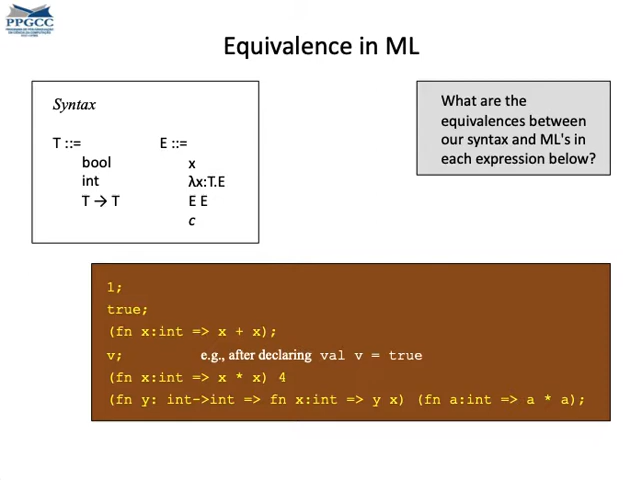 PPGCC
Equivalence in ML
Syntax
T ::=
bool
int
T → T
E ::=
x
λx:T.E
E E
c
What are the
equivalences between
our syntax and ML's in
each expression below?
1;
true;
(fn x:int => x + x);
v; e.g., after declaring val v = true
(fn x:int => x * x) 4
(fn y: int->int => fn x:int => y x) (fn a:int => a * a);